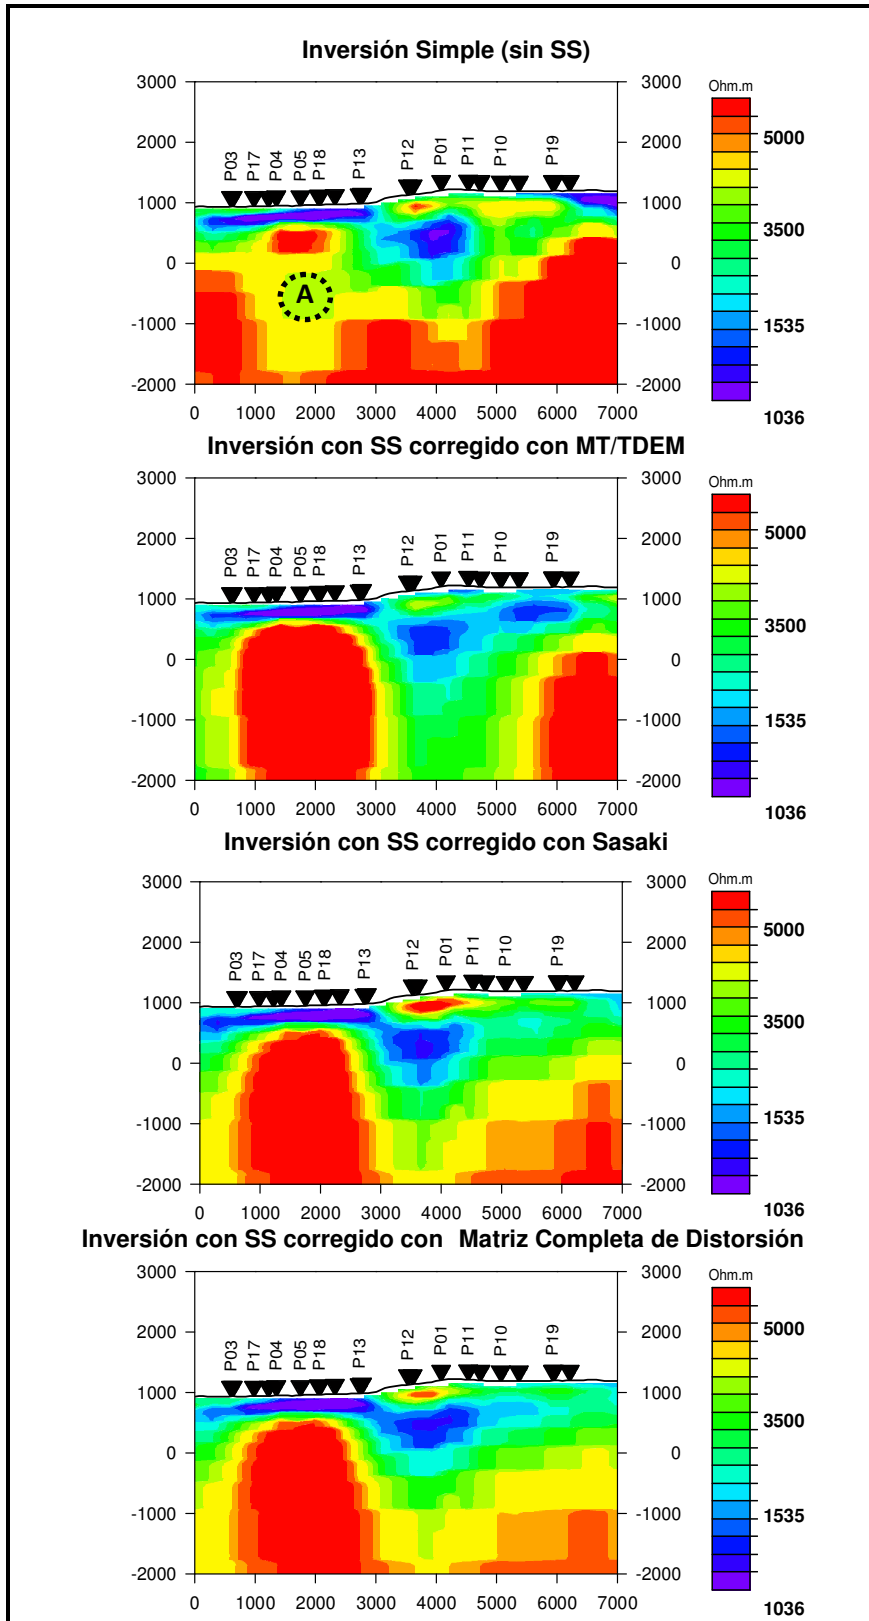 Inversión Simple (sin SS)
Ohm.m
3000 3000
2000 2000
1000 1000
0 0
-1000 -1000
-2000 -2000
P03 P17 P04 P05 P18 P13 P12 P01 P11 P10 P19
A
0 1000 2000 3000 4000 5000 6000 7000
5000
3500
1535
1036
Inversión con SS corregido con MT/TDEM
Ohm.m
3000 3000
2000 2000
1000 1000
0 0
-1000 -1000
-2000 -2000
P03 P17 P04 P05 P18 P13 P12 P01 P11 P10 P19
0 1000 2000 3000 4000 5000 6000 7000
5000
3500
1535
1036
Inversión con SS corregido con Sasaki
Ohm.m
3000 3000
2000 2000
1000 1000
0 0
-1000 -1000
-2000 -2000
P03 P17 P04 P05 P18 P13 P12 P01 P11 P10 P19
0 1000 2000 3000 4000 5000 6000 7000
5000
3500
1535
1036
Inversión con SS corregido con Matriz Completa de Distorsión
Ohm.m
3000 3000
2000 2000
1000 1000
0 0
-1000 -1000
-2000 -2000
P03 P17 P04 P05 P18 P13 P12 P01 P11 P10 P19
0 1000 2000 3000 4000 5000 6000 7000
5000
3500
1535
1036